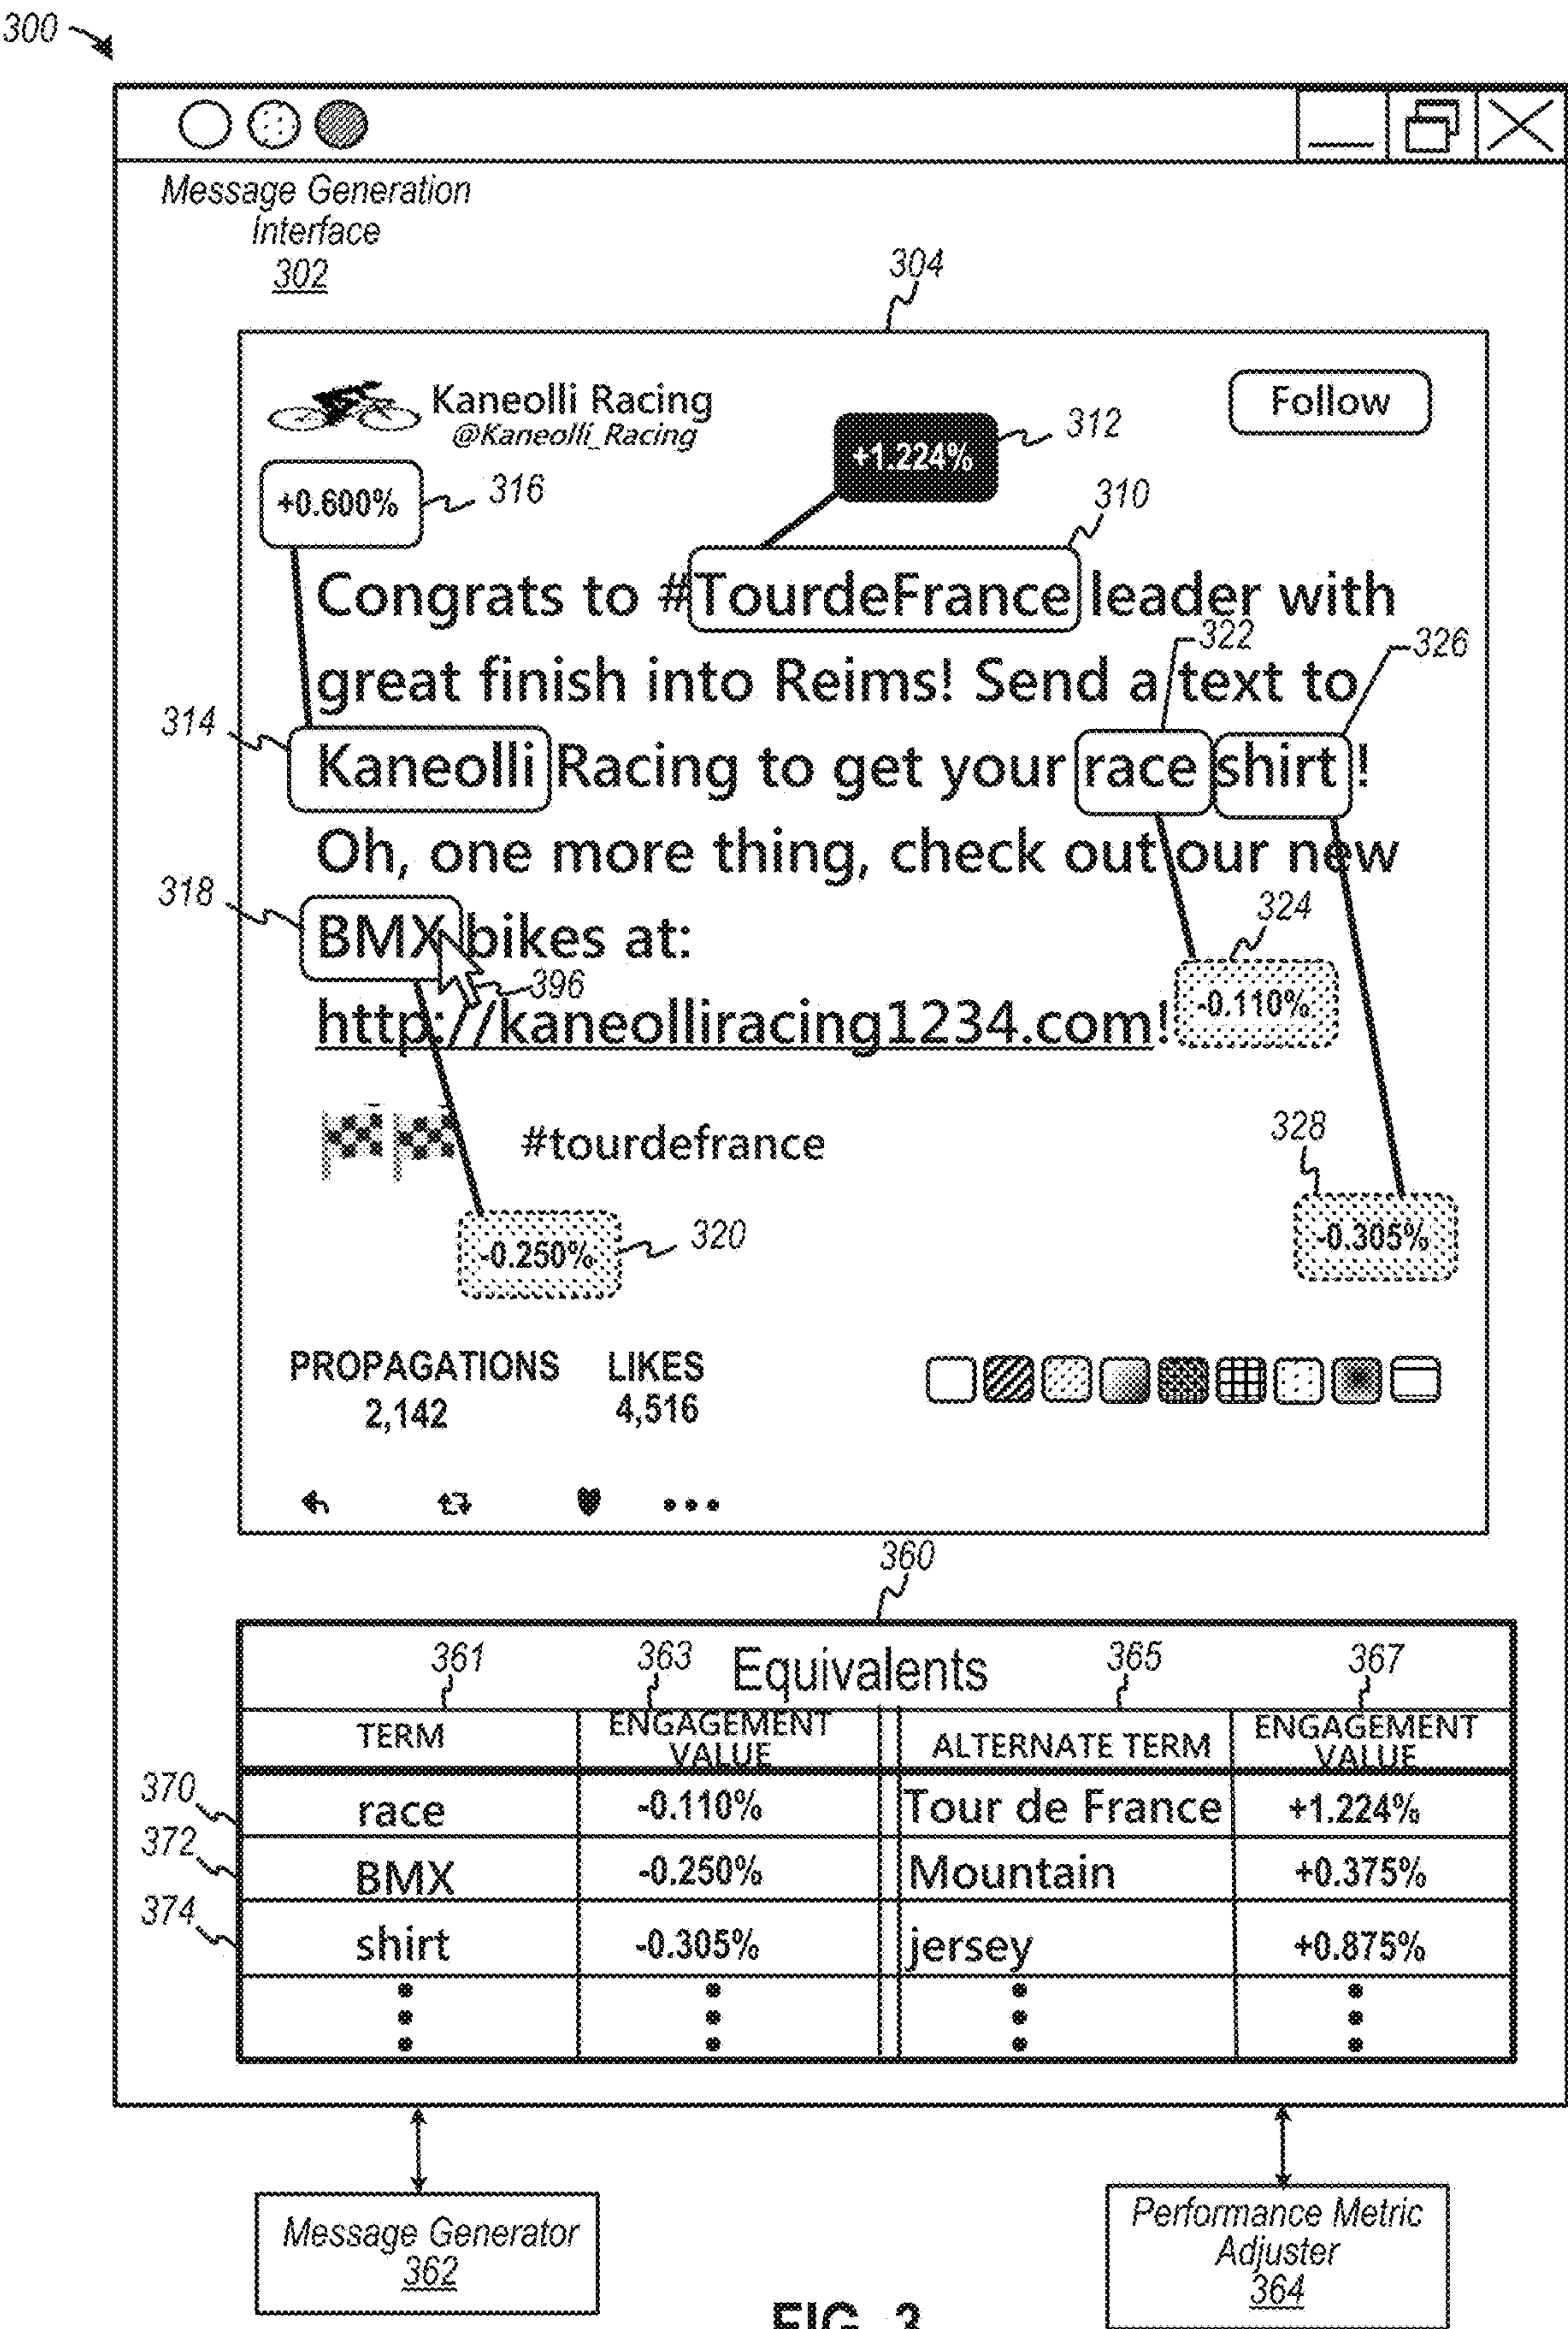 300
Message Generation
Interface
302
304
Kaneolli Racing
@Kaneolli_Racing
Follow
+1.224%
312
+0.600%
316
310
Congrats to #TourdeFrance leader with
322
326
great finish into Reims! Send a text to
314
Kaneolli Racing to get your race shirt !
Oh, one more thing, check out our new
318
324
BMX bikes at:
396
-0.110%
http://kaneolliracing1234.com!
328
#tourdefrance
-0.250%
320
-0.305%
PROPAGATIONS LIKES
2,142 4,516
360
361 363 Equivalents 365 367
TERM ENGAGEMENT VALUE ALTERNATE TERM ENGAGEMENT VALUE
370 race -0.110% Tour de France +1.224%
372 BMX -0.250% Mountain +0.375%
374 shirt -0.305% jersey +0.875%
Message Generator
362
Performance Metric
Adjuster
364
FIG. 3